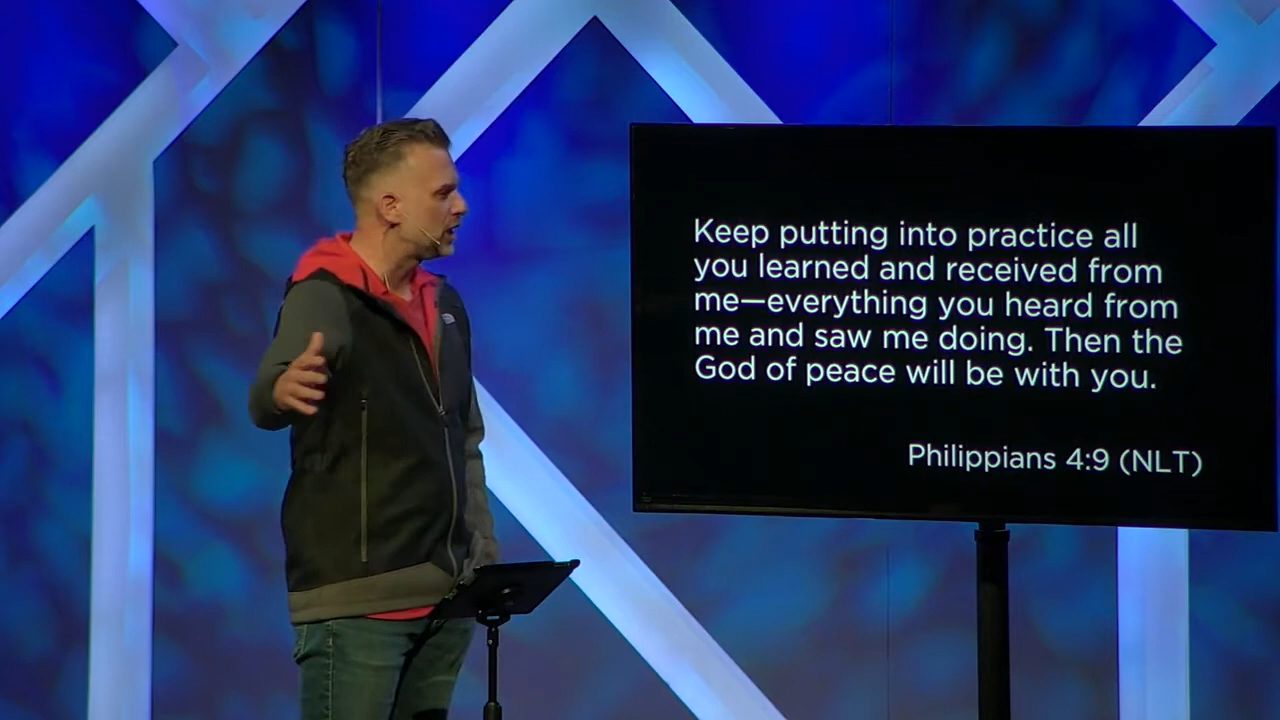 Keep putting into practice all
you learned and received from
me—everything you heard from
me and saw me doing. Then the
God of peace will be with you.
Philippians 4:9 (NLT)